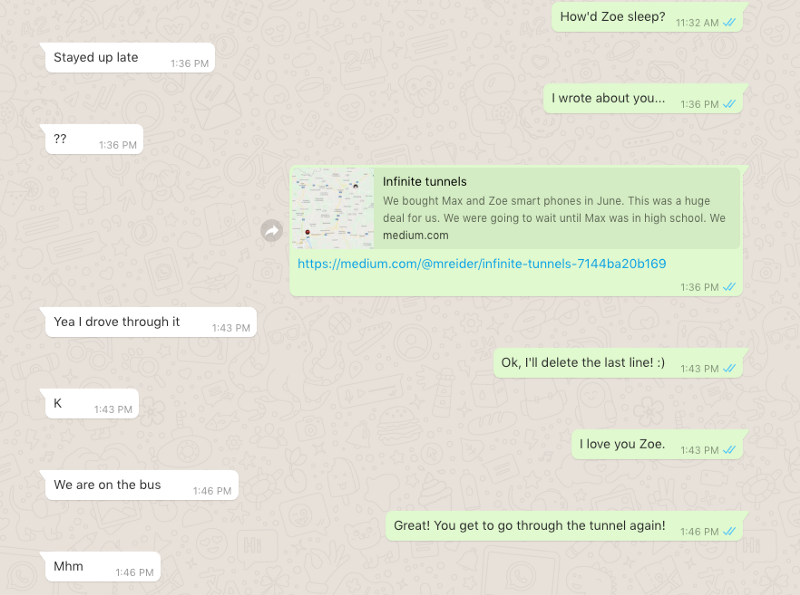 How'd Zoe sleep?
11:32 AM
Stayed up late
1:36 PM
I wrote about you...
1:36 PM
??
1:36 PM
Infinite tunnels
We bought Max and Zoe smart phones in June. This was a huge
deal for us. We were going to wait until Max was in high school. We
medium.com
https://medium.com/@mreider/infinite-tunnels-7144ba20b169
1:36 PM
Yea I drove through it
1:43 PM
Ok, I'll delete the last line! :)
1:43 PM
K
1:43 PM
I love you Zoe.
1:43 PM
We are on the bus
1:46 PM
Great! You get to go through the tunnel again!
1:46 PM
Mhm
1:46 PM